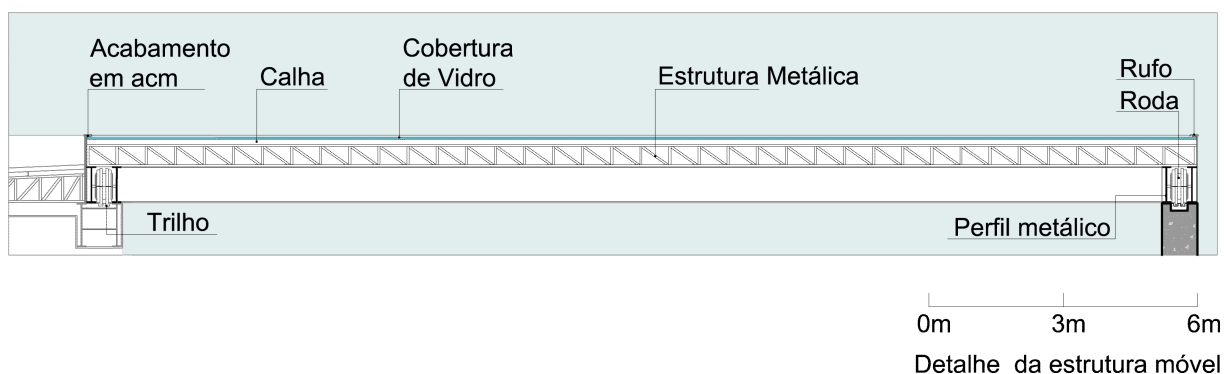 Acabamento
em acm
Calha
Cobertura
de Vidro
Estrutura Metálica
Rufo
Roda
Trilho
Perfil metálico
0m 3m 6m
Detalhe da estrutura móvel